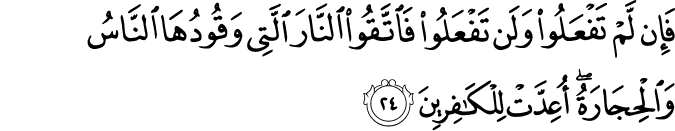 فَإِن لَّمْ تَفْعَلُوا۟ وَلَن تَفْعَلُوا۟ فَٱتَّقُوا۟ ٱلنَّارَ ٱلَّتِى وَقُودُهَا ٱلنَّاسُ
وَٱلْحِجَارَةُ ۖ أُعِدَّتْ لِلْكَـٰفِرِينَ ٢٤